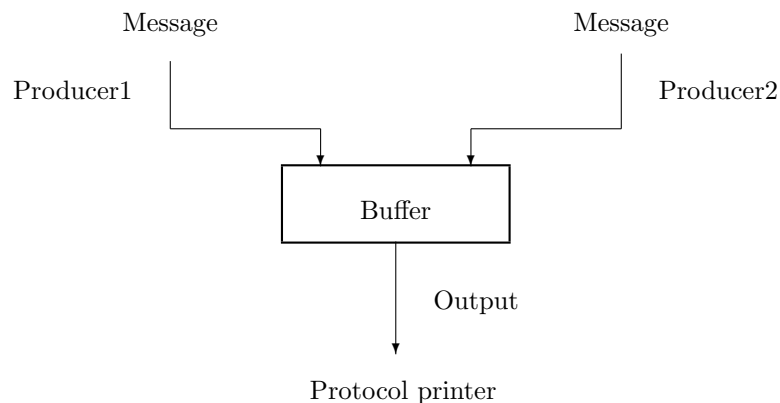 Message
Message
Producer1
Producer2
Buffer
Output
Protocol printer